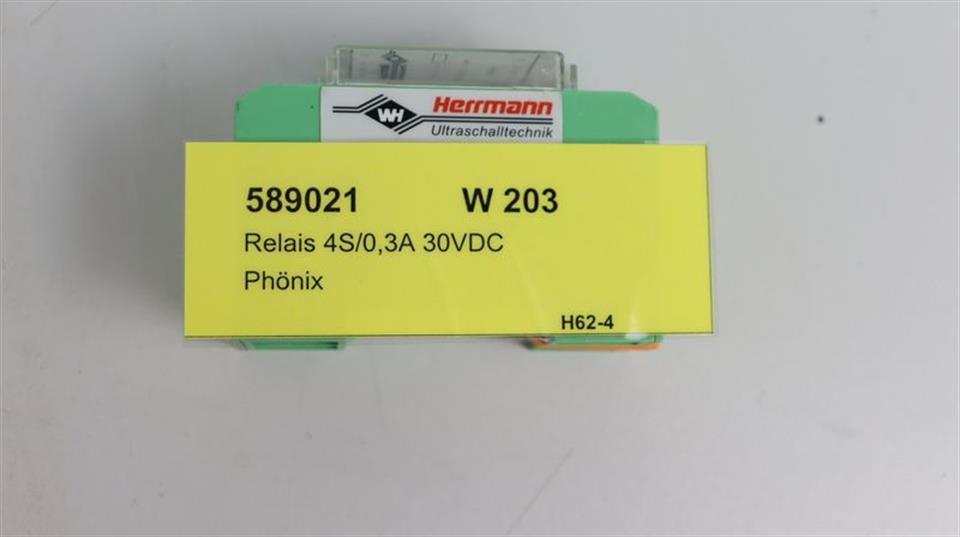 WH Herrmann
Ultraschalltechnik
589021 W 203
Relais 4S/0,3A 30VDC
Phönix
H62-4